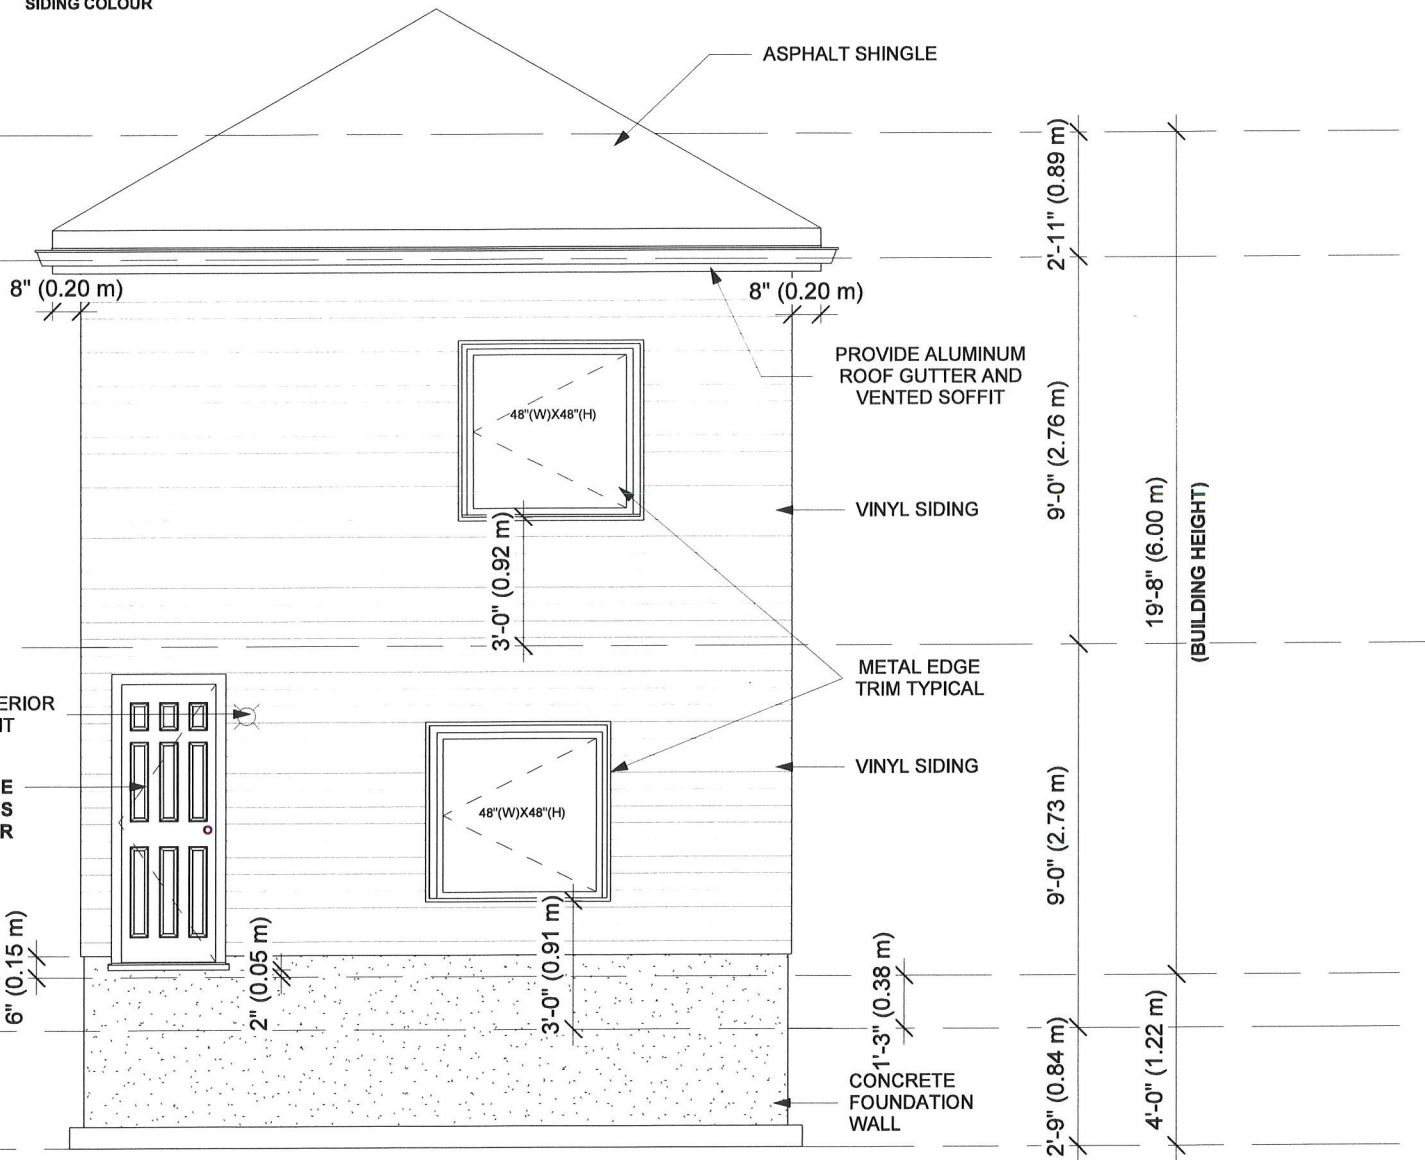 SIDING COLOUR
ASPHALT SHINGLE
2'-11" (0.89 m)
8" (0.20 m)
8" (0.20 m)
PROVIDE ALUMINUM
ROOF GUTTER AND
VENTED SOFFIT
48"(W)X48"(H)
9'-0" (2.76 m)
VINYL SIDING
3'-0" (0.92 m)
19'-8" (6.00 m)
(BUILDING HEIGHT)
METAL EDGE
TRIM TYPICAL
ERIOR
IT
VINYL SIDING
E
S
R
48"(W)X48"(H)
9'-0" (2.73 m)
6" (0.15 m)
2" (0.05 m)
3'-0" (0.91 m)
1'-3" (0.38 m)
CONCRETE
FOUNDATION
WALL
2'-9" (0.84 m)
4'-0" (1.22 m)